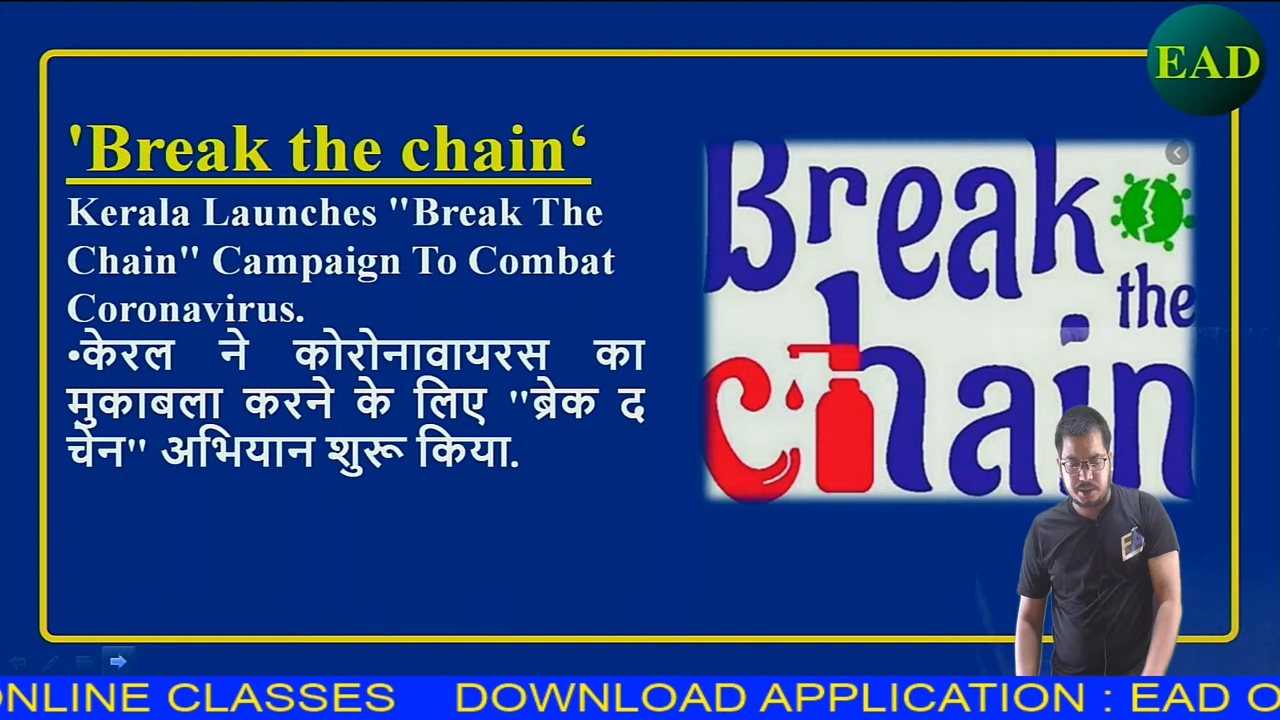 EAD
'Break the chain‘
Kerala Launches "Break The
Chain" Campaign To Combat
Coronavirus.
•केरल ने कोरोनावायरस का
मुकाबला करने के लिए "ब्रेक द
चेन" अभियान शुरू किया.
Break
the
chain
ONLINE CLASSES DOWNLOAD APPLICATION : EAD O